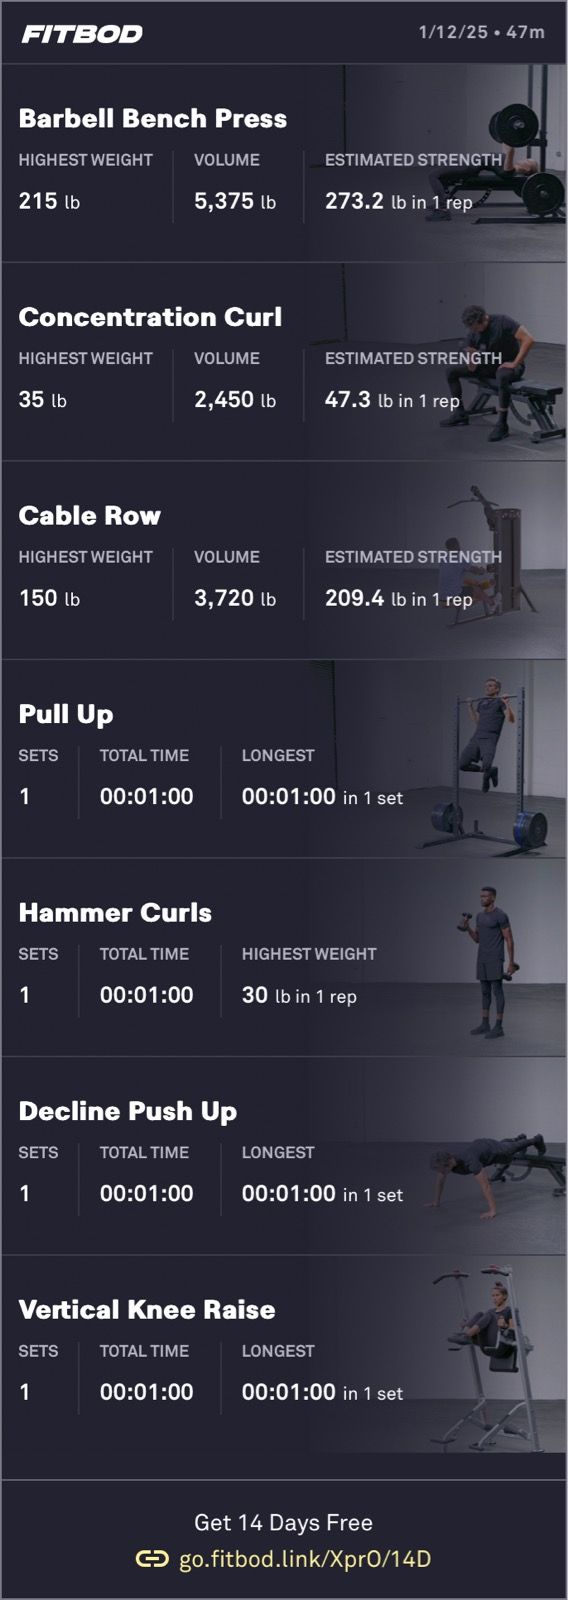 FITBOD 1/12/25 • 47m
Barbell Bench Press
HIGHEST WEIGHT VOLUME ESTIMATED STRENGTH
215 lb 5,375 lb 273.2 lb in 1 rep
Concentration Curl
HIGHEST WEIGHT VOLUME ESTIMATED STRENGTH
35 lb 2,450 lb 47.3 lb in 1 rep
Cable Row
HIGHEST WEIGHT VOLUME ESTIMATED STRENGTH
150 lb 3,720 lb 209.4 lb in 1 rep
Pull Up
SETS TOTAL TIME LONGEST
1 00:01:00 00:01:00 in 1 set
Hammer Curls
SETS TOTAL TIME HIGHEST WEIGHT
1 00:01:00 30 lb in 1 rep
Decline Push Up
SETS TOTAL TIME LONGEST
1 00:01:00 00:01:00 in 1 set
Vertical Knee Raise
SETS TOTAL TIME LONGEST
1 00:01:00 00:01:00 in 1 set
Get 14 Days Free
go.fitbod.link/XprO/14D